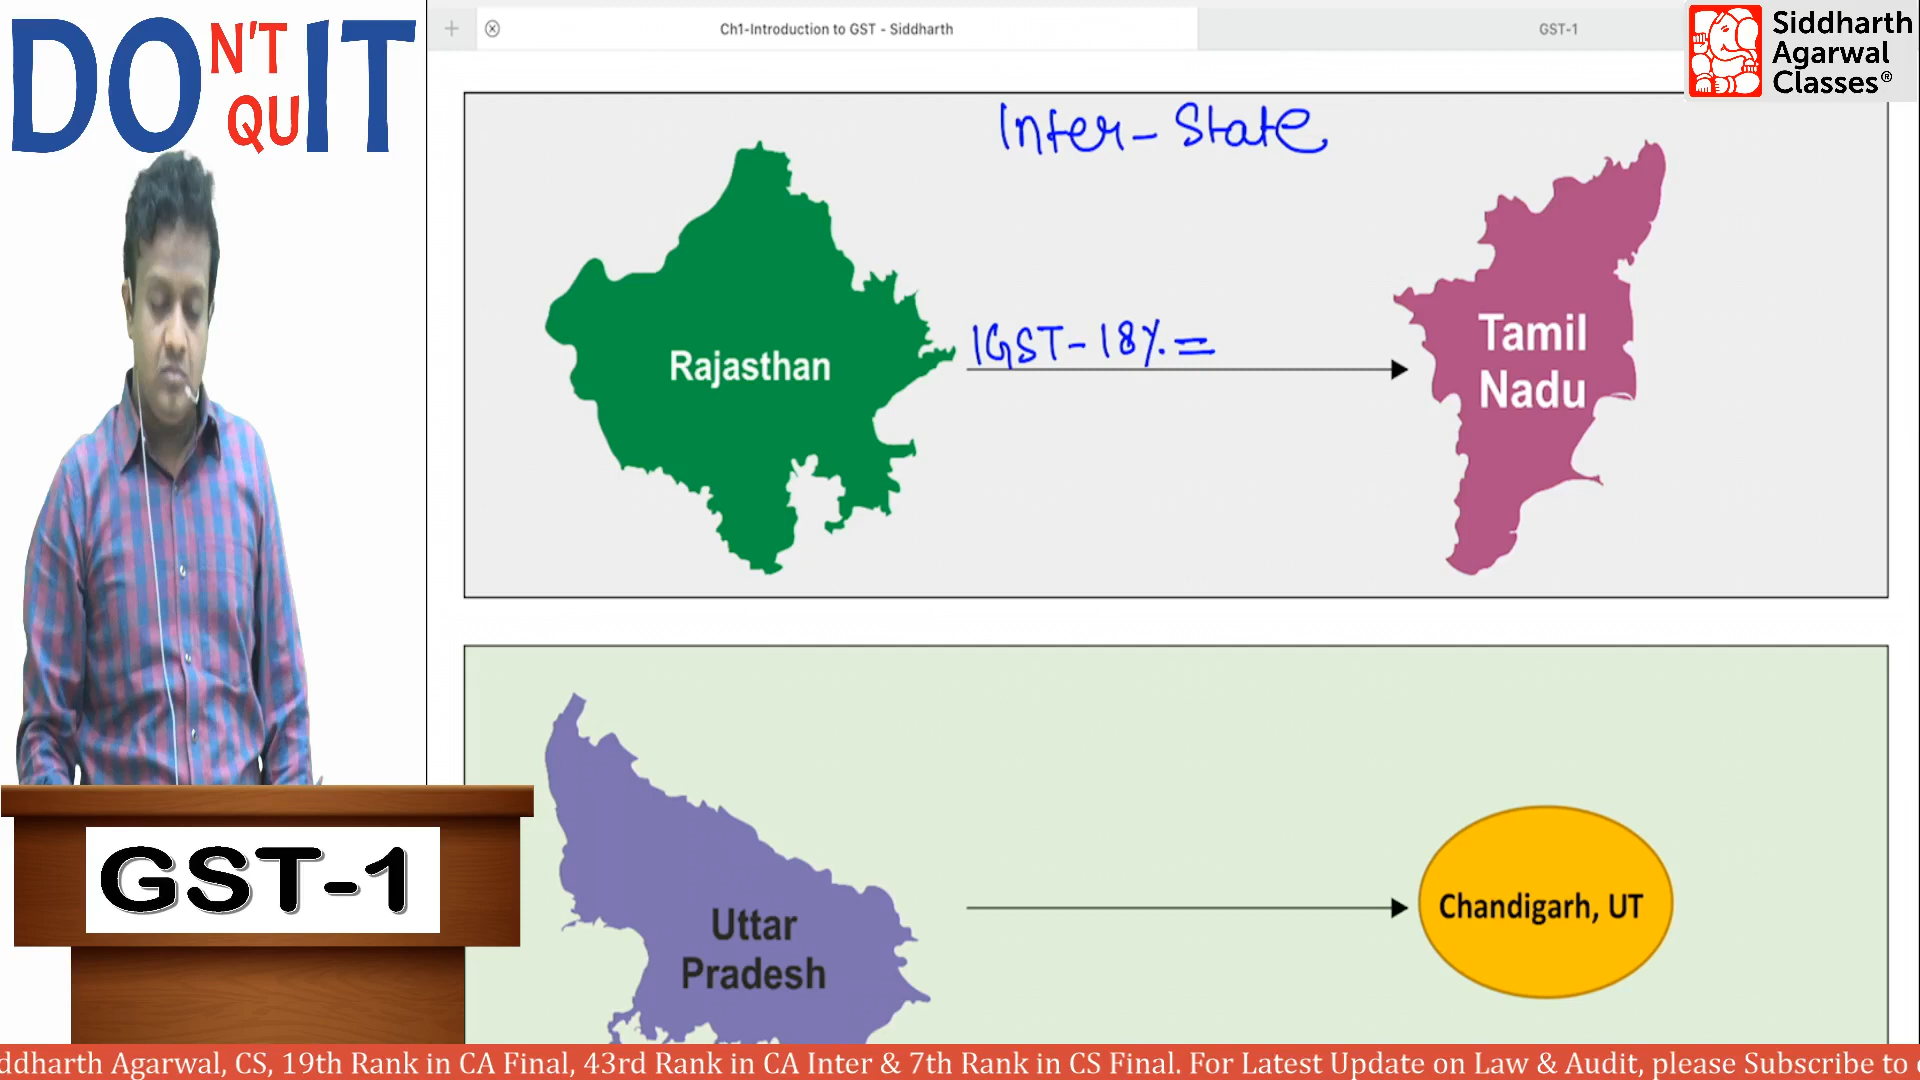 DON'T QUIT
Ch1-Introduction to GST - Siddharth
GST-1
Siddharth
Agarwal
Classes®
Inter-State
Rajasthan
IGST-18%=
Tamil
Nadu
Uttar
Pradesh
Chandigarh, UT
GST-1
ddharth Agarwal, CS, 19th Rank in CA Final, 43rd Rank in CA Inter & 7th Rank in CS Final. For Latest Update on Law & Audit, please Subscribe to